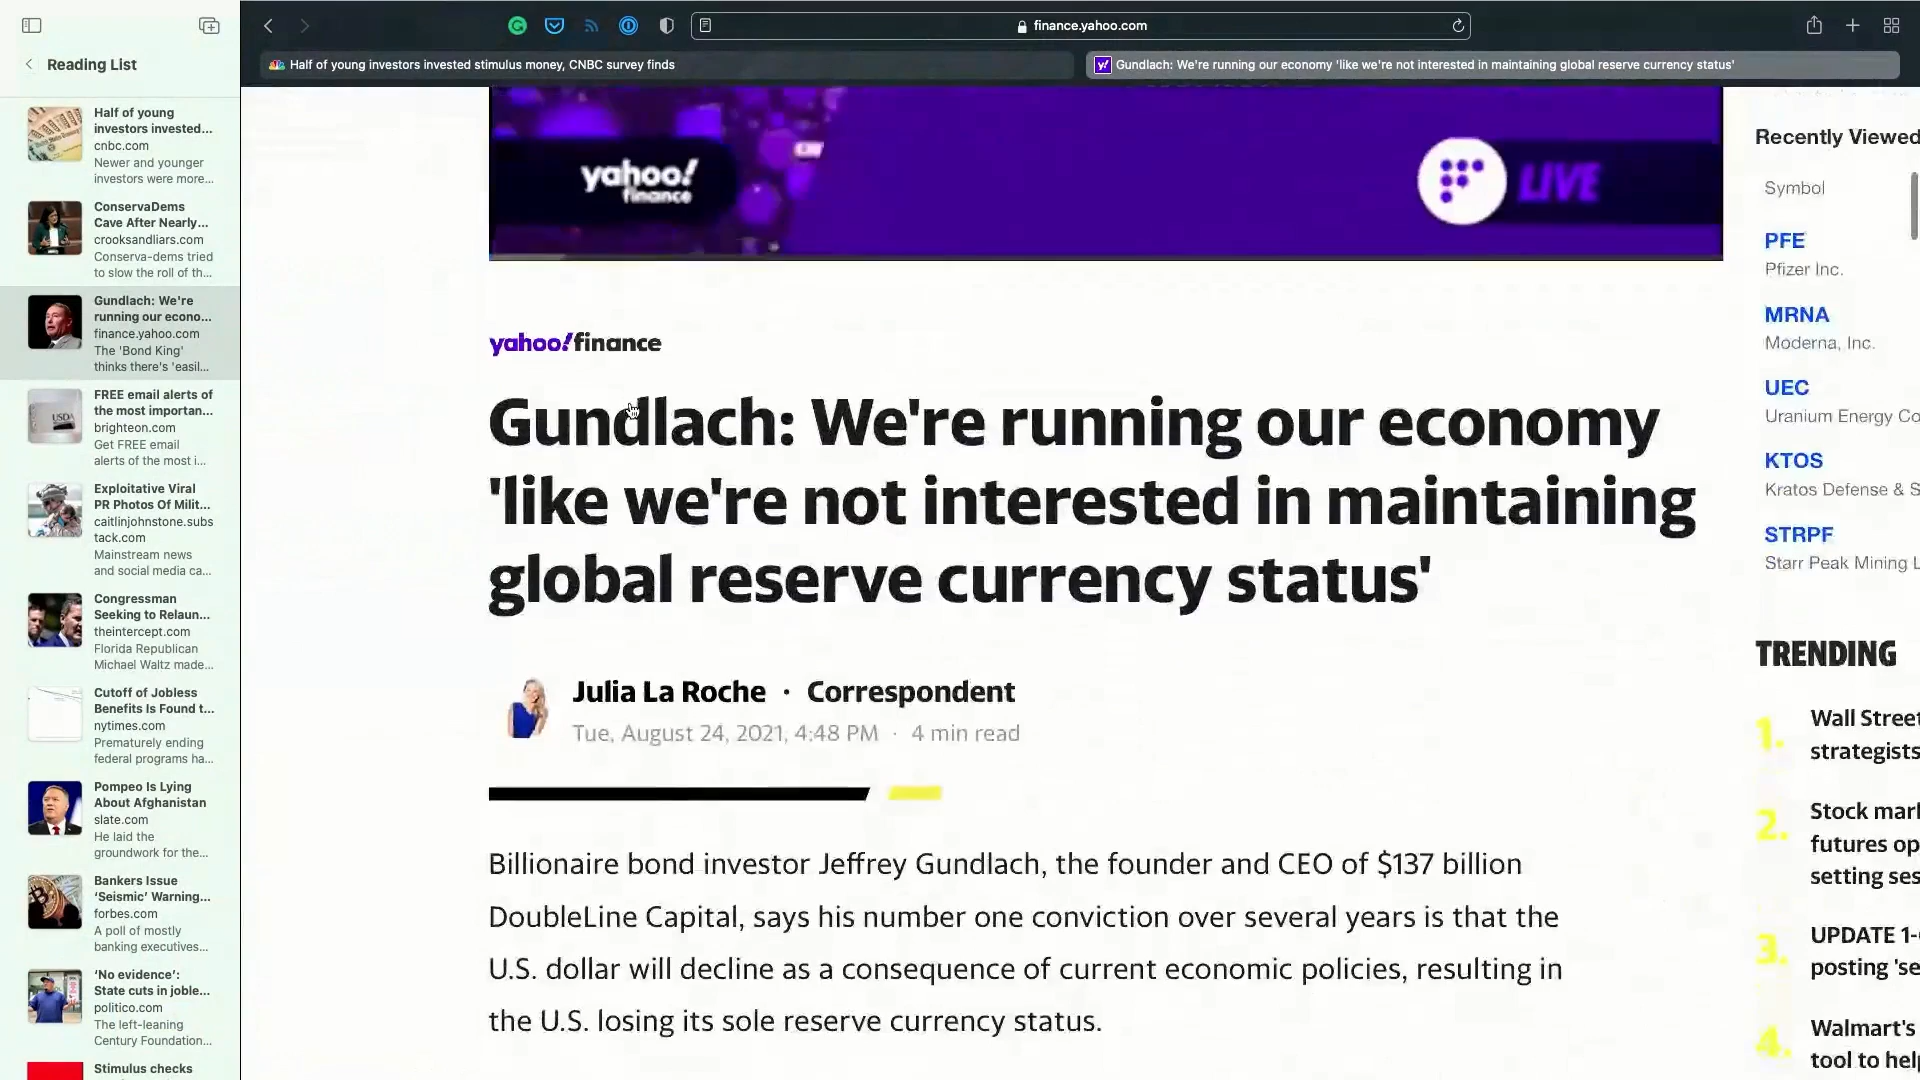 finance.yahoo.com
Half of young investors invested stimulus money, CNBC survey finds
Gundlach: We're running our economy 'like we're not interested in maintaining global reserve currency status'
Reading List
Half of young
investors invested...
cnbc.com
Newer and younger
investors were more...
ConservaDems
Cave After Nearly...
crooksandliars.com
Conserva-dems tried
to slow the roll of th...
Gundlach: We're
running our econo...
finance.yahoo.com
The 'Bond King'
thinks there's 'easil...
FREE email alerts of
the most importan...
brighteon.com
Get FREE email
alerts of the most i...
Exploitative Viral
PR Photos Of Milit...
caitlinjohnstone.subs
tack.com
Mainstream news
and social media ca...
Congressman
Seeking to Relaun...
theintercept.com
Florida Republican
Michael Waltz made...
Cutoff of Jobless
Benefits Is Found t...
nytimes.com
Prematurely ending
federal programs ha...
Pompeo Is Lying
About Afghanistan
slate.com
He laid the
groundwork for the...
Bankers Issue
‘Seismic’ Warning...
forbes.com
A poll of mostly
banking executives...
‘No evidence’:
State cuts in joble...
politico.com
The left-leaning
Century Foundation...
Stimulus checks
yahoo!
finance
LIVE
yahoo!finance
Gundlach: We're running our economy
'like we're not interested in maintaining
global reserve currency status'
Julia La Roche · Correspondent
Tue, August 24, 2021, 4:48 PM · 4 min read
Billionaire bond investor Jeffrey Gundlach, the founder and CEO of $137 billion
DoubleLine Capital, says his number one conviction over several years is that the
U.S. dollar will decline as a consequence of current economic policies, resulting in
the U.S. losing its sole reserve currency status.
Recently Viewed
Symbol
PFE
Pfizer Inc.
MRNA
Moderna, Inc.
UEC
Uranium Energy Co
KTOS
Kratos Defense & S
STRPF
Starr Peak Mining L
TRENDING
1. Wall Street
strategists
2. Stock mark
futures op
setting ses
3. UPDATE 1-
posting 'se
4. Walmart's
tool to help